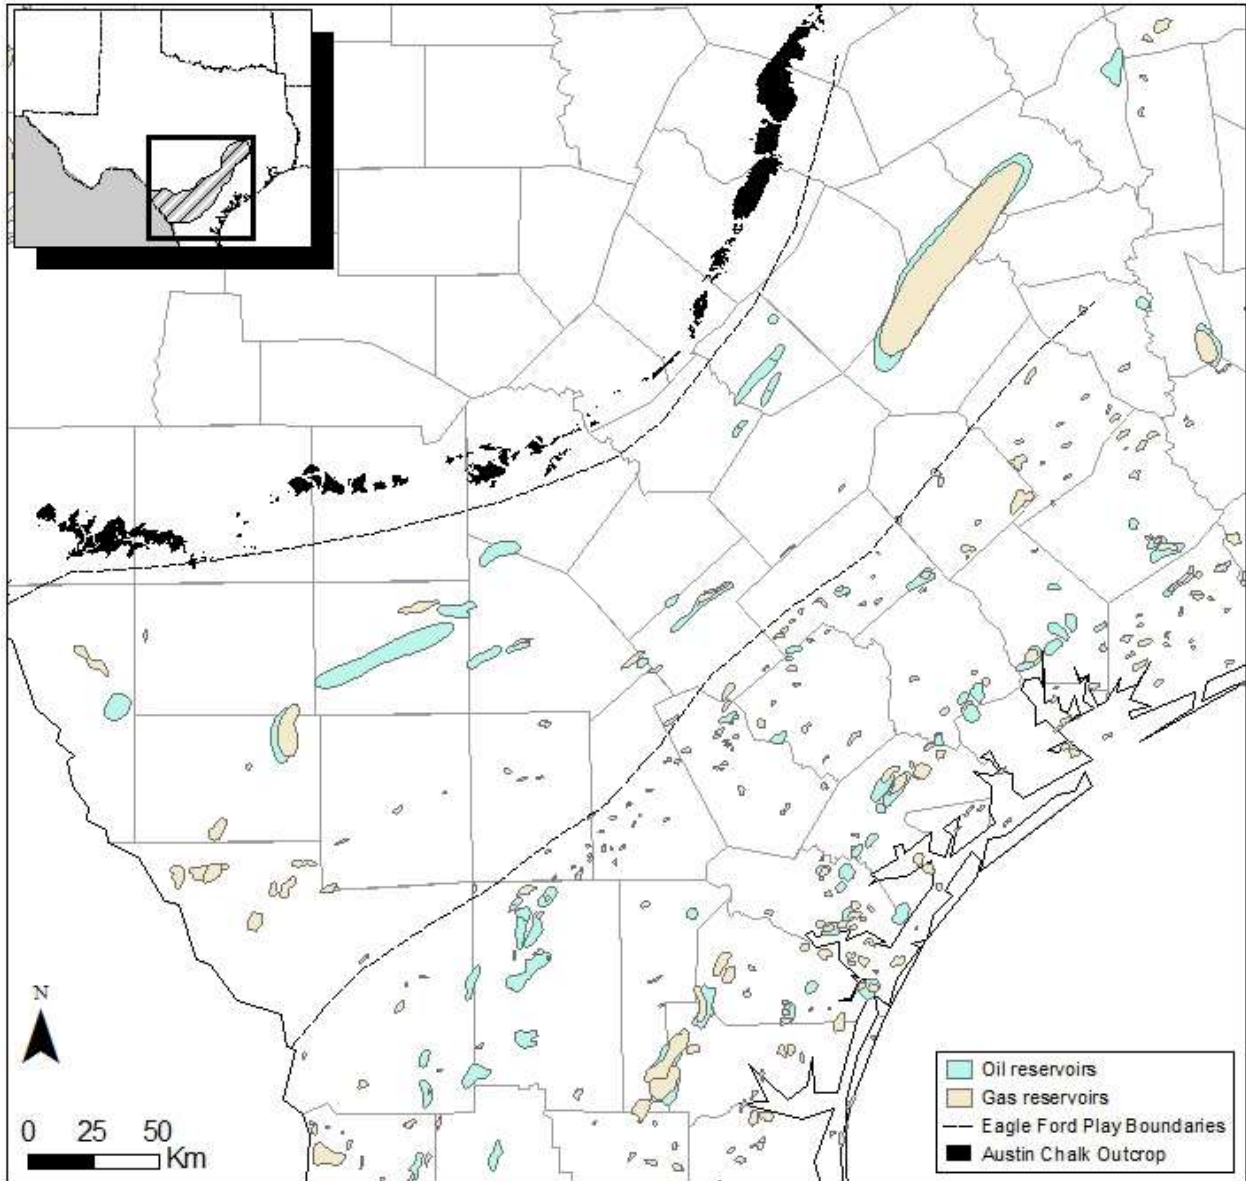 N
0 25 50
Km
Oil reservoirs
Gas reservoirs
Eagle Ford Play Boundaries
Austin Chalk Outcrop